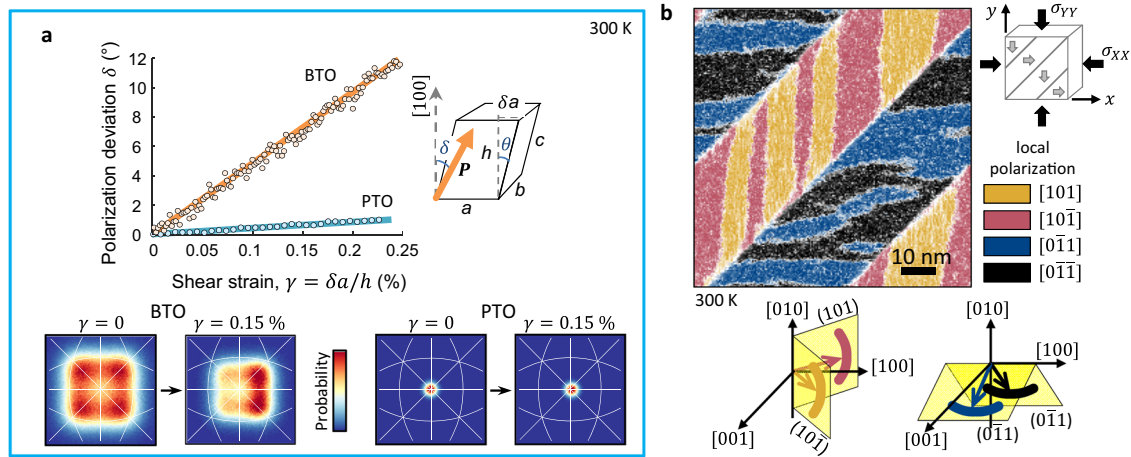 a
300 K
Polarization deviation δ (°)
12
10
8
6
4
2
0
BTO
PTO
0
0.05
0.1
0.15
0.2
0.25
Shear strain, γ = δa/h (%)
[100]
δ
P
a
δa
h
θ
b
c
BTO
γ = 0
γ = 0.15 %
Probability
PTO
γ = 0
γ = 0.15 %
b
10 nm
300 K
y
σ_YY
σ_XX
x
local
polarization
[101]
[101̅]
[01̅1]
[01̅1̅]
[010]
(101)
[100]
[001]
(101̅)
[010]
[100]
[001]
(01̅1)
(01̅1)